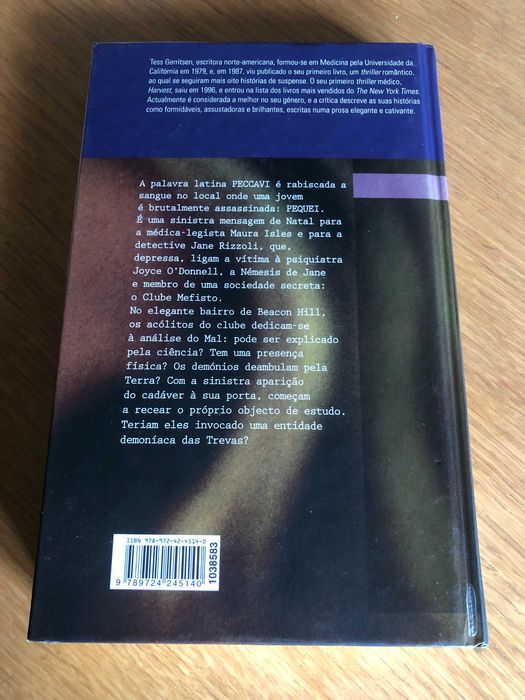 Tess Gerritsen, escritora norte-americana, formou-se em Medicina pela Universidade da
Califórnia em 1979 e, em 1987, viu publicado o seu primeiro livro, um thriller romântico,
ao qual se seguiram mais oito histórias de suspense. O seu primeiro thriller médico,
Harvest, saiu em 1996, e entrou na lista dos livros mais vendidos do The New York Times.
Actualmente é considerada a melhor no seu género, e a crítica descreve as suas histórias
como formidáveis, assustadoras e brilhantes, escritas numa prosa elegante e cativante.
A palavra latina PECCAVI é rabiscada a
sangue no local onde uma jovem
é brutalmente assassinada: PEQUEI.
É uma sinistra mensagem de Natal para
a médica-legista Maura Isles e para a
detective Jane Rizzoli, que,
depressa, ligam a vítima à psiquiatra
Joyce O'Donnell, a Némesis de Jane
e membro de uma sociedade secreta:
o Clube Mefisto.
No elegante bairro de Beacon Hill,
os acólitos do clube dedicam-se
à análise do Mal: pode ser explicado
pela ciência? Tem uma presença
física? Os demónios deambulam pela
Terra? Com a sinistra aparição
do cadáver à sua porta, começam
a recear o próprio objecto de estudo.
Teriam eles invocado uma entidade
demoníaca das Trevas?
ISBN 978-972-42-4514-0
9 789724 245140
1038583